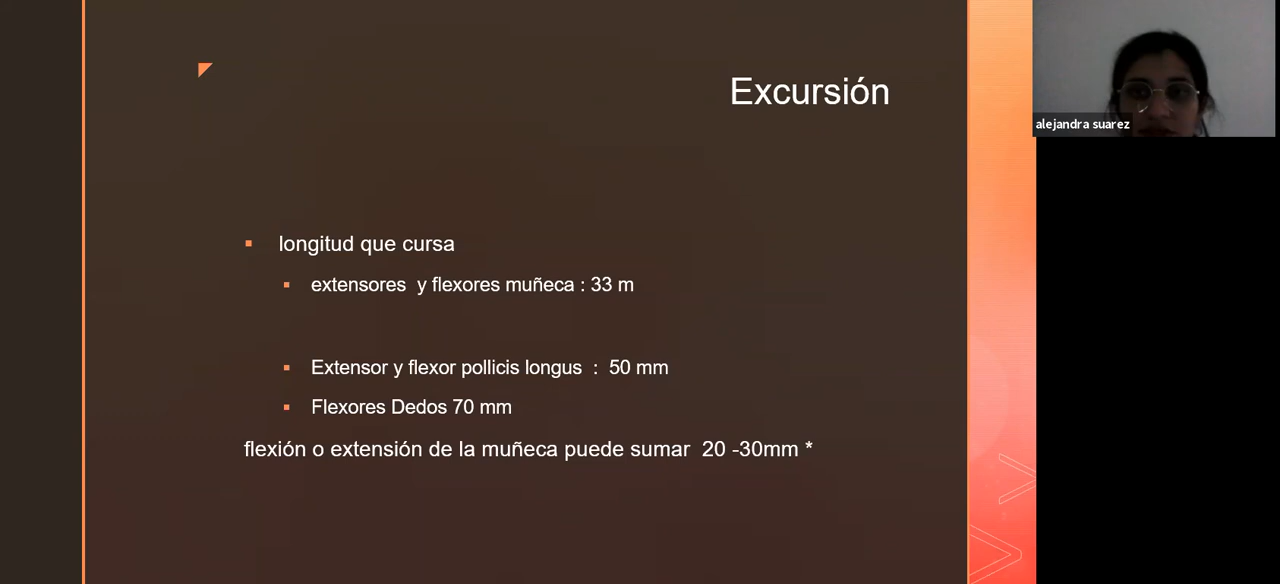 Excursión
alejandra suarez
longitud que cursa
extensores y flexores muñeca : 33 m
Extensor y flexor pollicis longus : 50 mm
Flexores Dedos 70 mm
flexión o extensión de la muñeca puede sumar 20 -30mm *